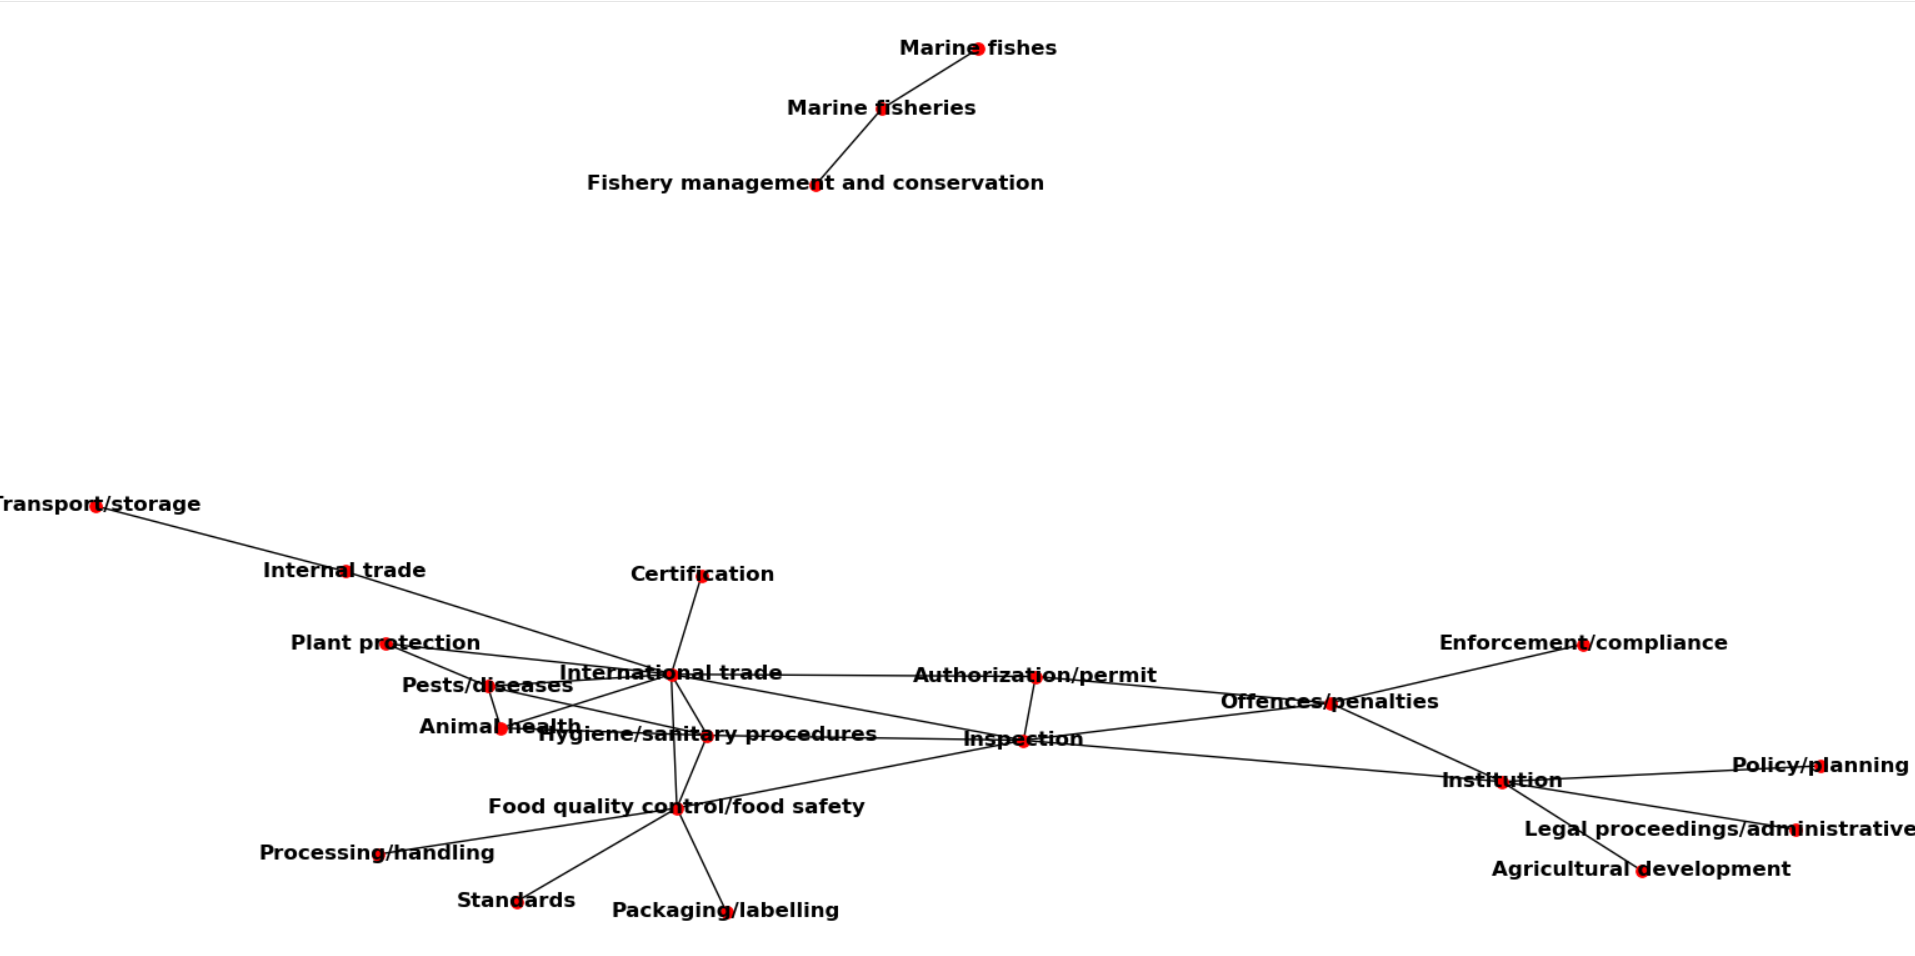 Marine fishes
Marine fisheries
Fishery management and conservation
Transport/storage
Internal trade
Certification
Plant protection
Enforcement/compliance
International trade
Authorization/permit
Pests/diseases
Offences/penalties
Animal health
Hygiene/sanitary procedures
Inspection
Policy/planning
Institution
Food quality control/food safety
Legal proceedings/administrative
Processing/handling
Agricultural development
Standards
Packaging/labelling